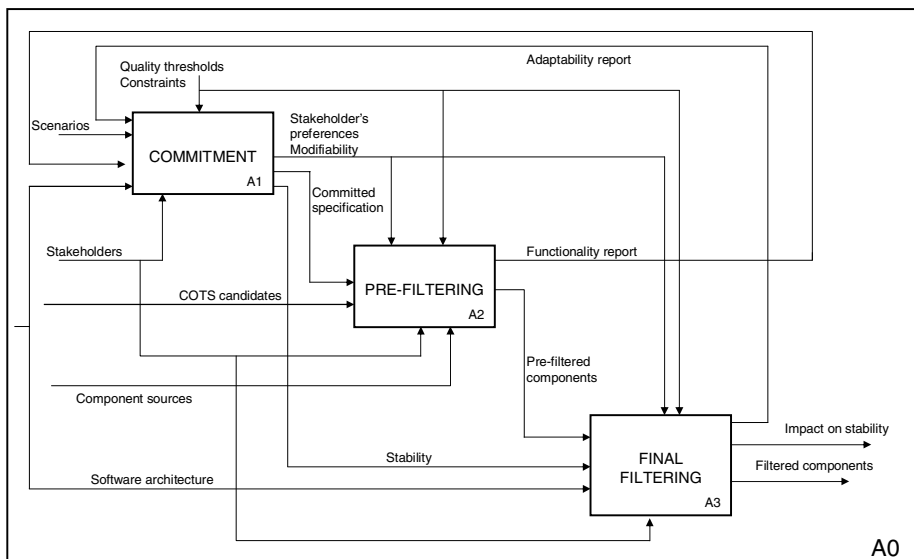 Adaptability report
Quality thresholds
Constraints
Scenarios
Stakeholder's
preferences
Modifiability
COMMITMENT
A1
Committed
specification
Stakeholders
Functionality report
COTS candidates
PRE-FILTERING
A2
Pre-filtered
components
Component sources
Impact on stability
Stability
FINAL
FILTERING
Filtered components
Software architecture
A3
A0